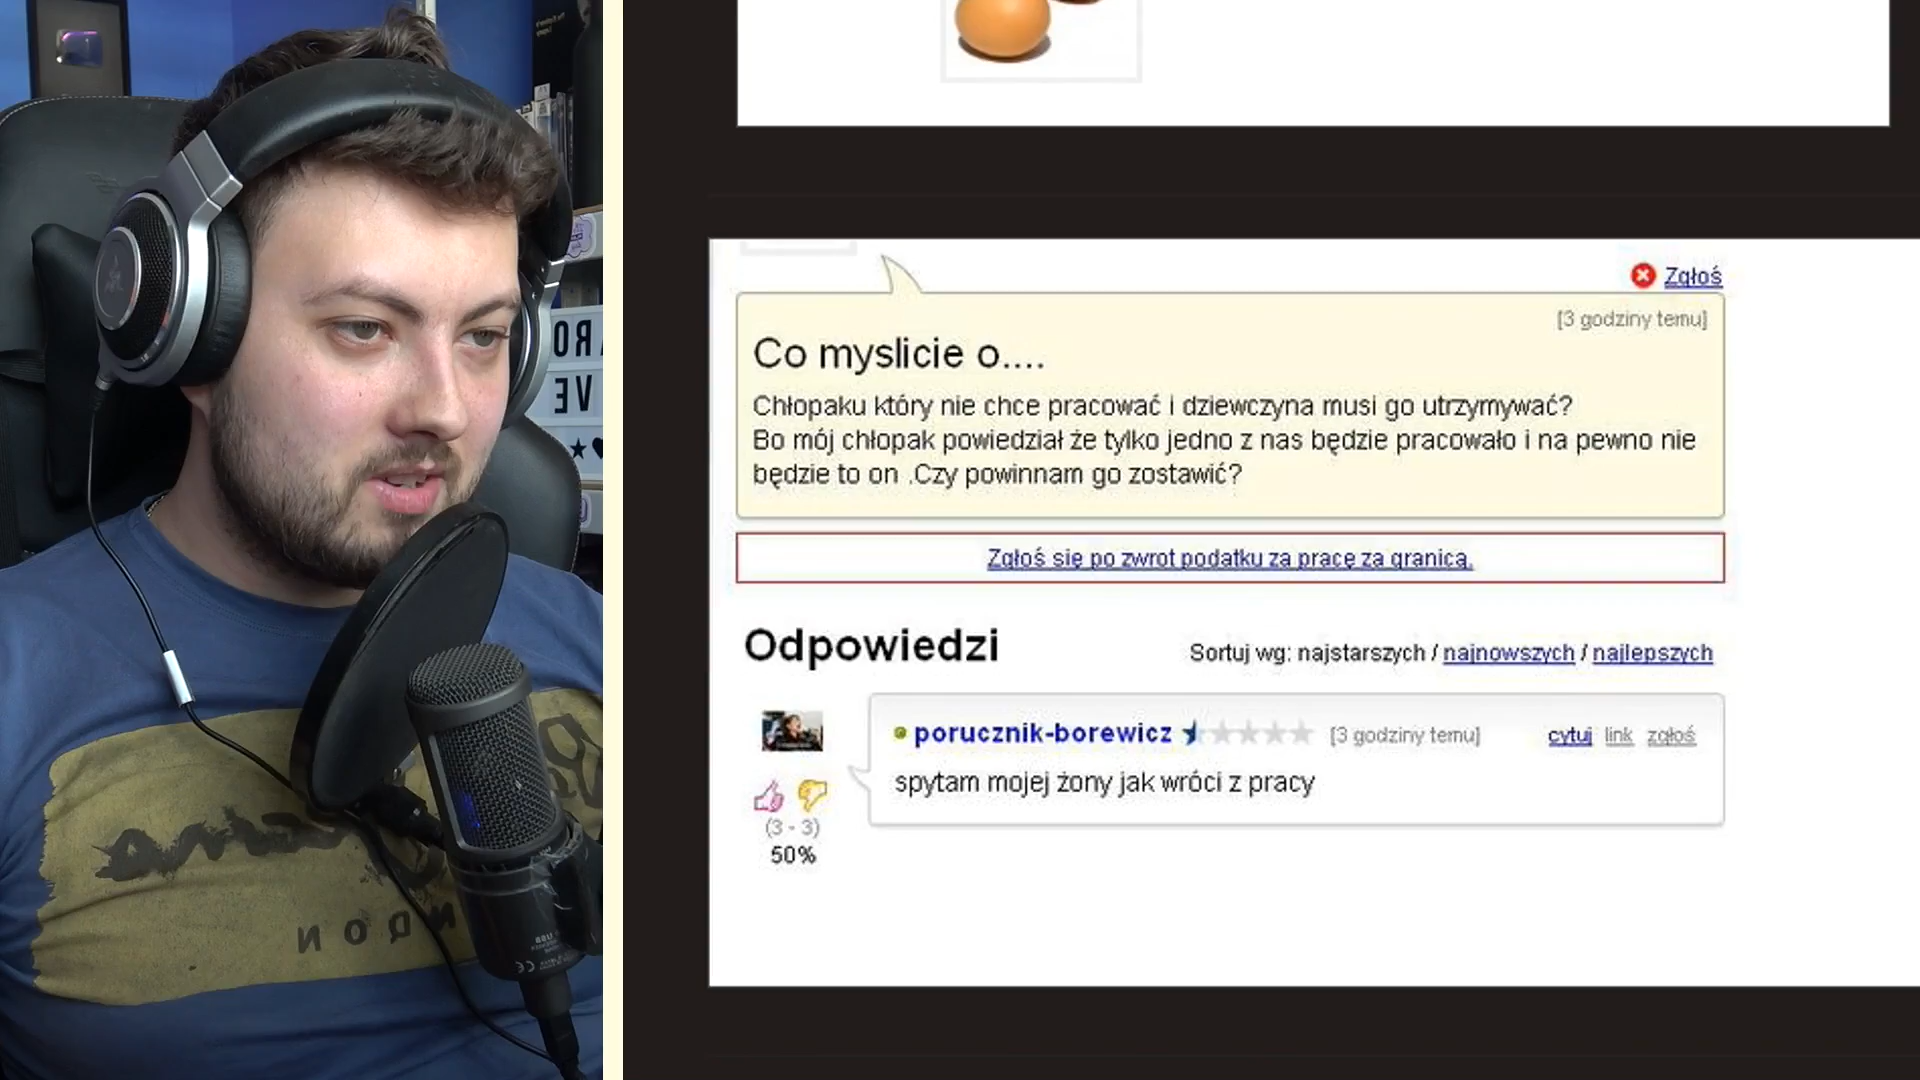 Zgłoś
[3 godziny temu]
Co myslicie o....
Chłopaku który nie chce pracować i dziewczyna musi go utrzymywać?
Bo mój chłopak powiedział że tylko jedno z nas będzie pracowało i na pewno nie
będzie to on .Czy powinnam go zostawić?
Zgłoś się po zwrot podatku za pracę za granicą.
Odpowiedzi
Sortuj wg: najstarszych / najnowszych / najlepszych
porucznik-borewicz [3 godziny temu] cytuj link zgłoś
spytam mojej żony jak wróci z pracy
(3 - 3)
50%